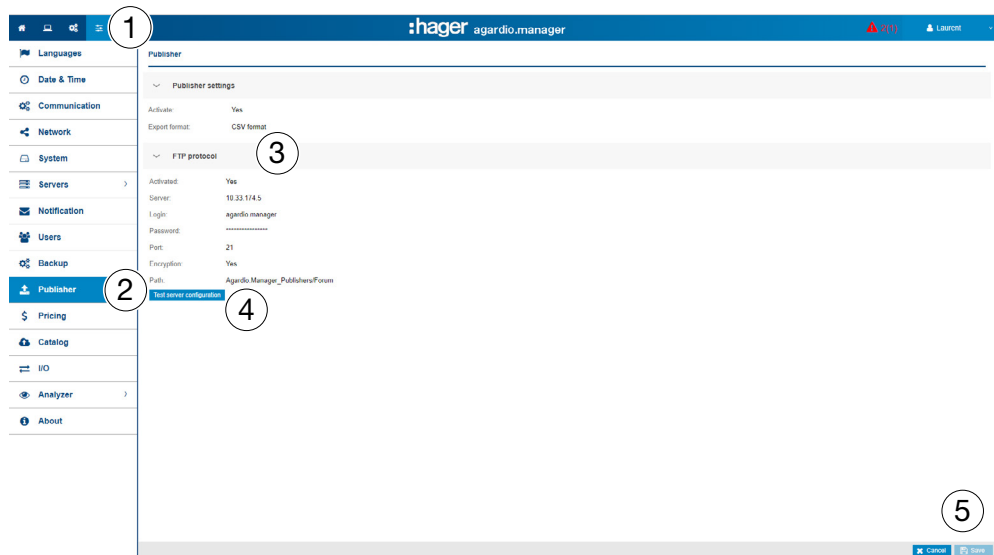 1
:hager agardio.manager
Laurent
Languages
Date & Time
Communication
Network
System
Servers
Notification
Users
Backup
Publisher
Pricing
Catalog
I/O
Analyzer
About
2
Publisher
Publisher settings
Activate: Yes
Export format: CSV format
3
FTP protocol
Activated: Yes
Server: 10.33.174.5
Login: agardio manager
Password: ****************
Port: 21
Encryption: Yes
Path: Agardio.Manager_Publishers/Forum
Test server configuration
4
5
Cancel
Save